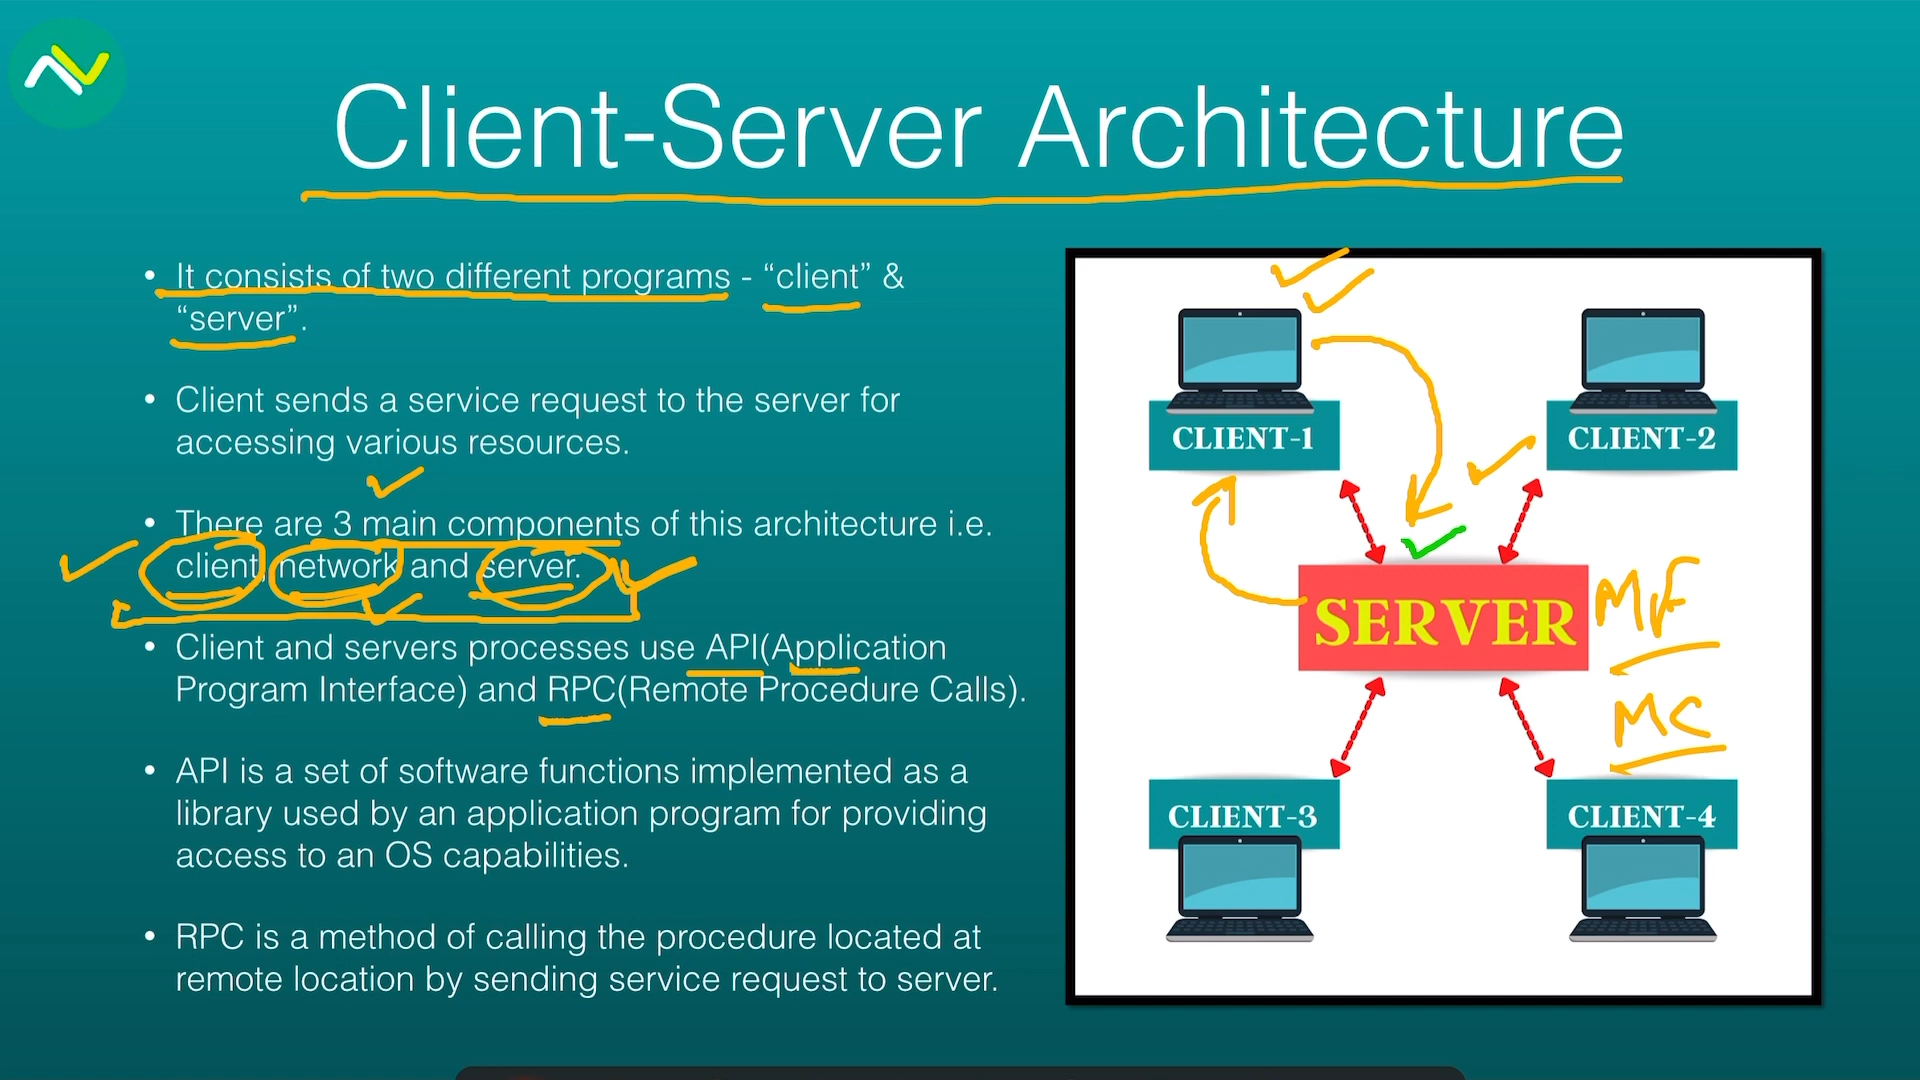 Client-Server Architecture
• It consists of two different programs - “client” &
“server”.
• Client sends a service request to the server for
accessing various resources.
• There are 3 main components of this architecture i.e.
client, network and server.
• Client and servers processes use API(Application
Program Interface) and RPC(Remote Procedure Calls).
• API is a set of software functions implemented as a
library used by an application program for providing
access to an OS capabilities.
• RPC is a method of calling the procedure located at
remote location by sending service request to server.
CLIENT-1
CLIENT-2
SERVER
MF
MC
CLIENT-3
CLIENT-4